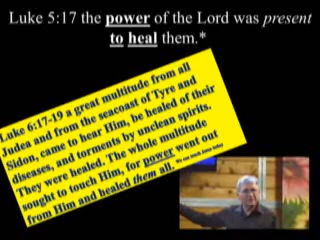 Luke 5:17 the power of the Lord was present
to heal them.*
Luke 6:17-19 a great multitude from all
Judea and from the seacoast of Tyre and
Sidon, came to hear Him, be healed of their
diseases, and torments by unclean spirits.
They were healed. The whole multitude
sought to touch Him, for power went out
from Him and healed them all.